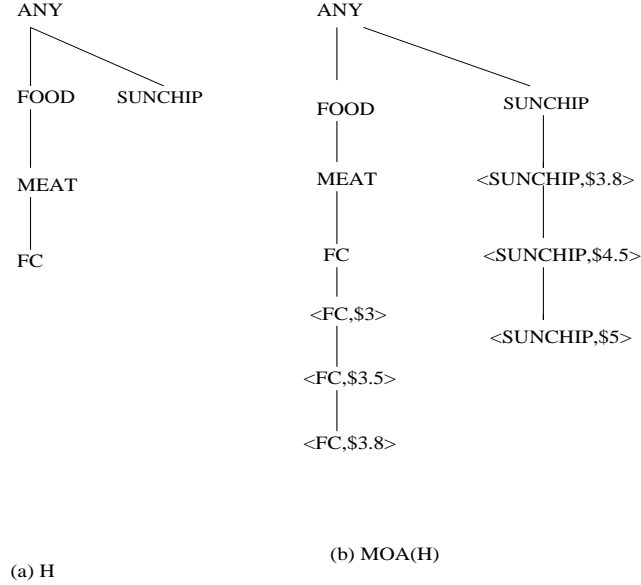 ANY
FOOD SUNCHIP
MEAT
FC
(a) H
ANY
FOOD SUNCHIP
MEAT <SUNCHIP,$3.8>
FC <SUNCHIP,$4.5>
<FC,$3> <SUNCHIP,$5>
<FC,$3.5>
<FC,$3.8>
(b) MOA(H)